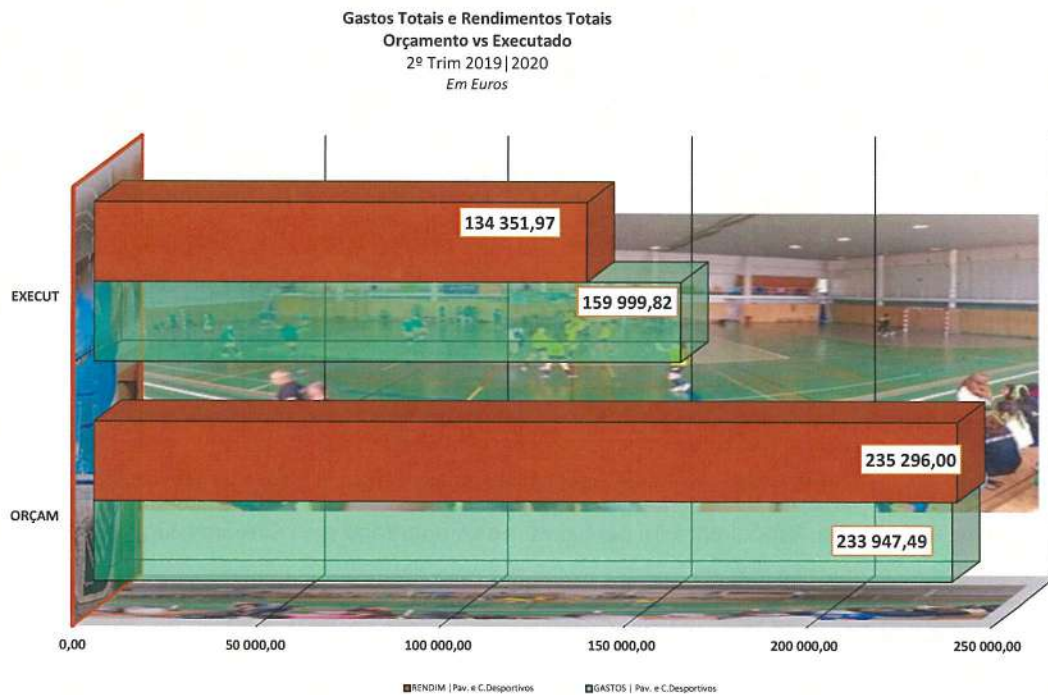 Gastos Totais e Rendimentos Totais
Orçamento vs Executado
2º Trim 2019|2020
Em Euros
134 351,97
EXECUT
159 999,82
235 296,00
ORÇAM
233 947,49
0,00 50 000,00 100 000,00 150 000,00 200 000,00 250 000,00
RENDIM | Pav. e C.Desportivos GASTOS | Pav. e C.Desportivos